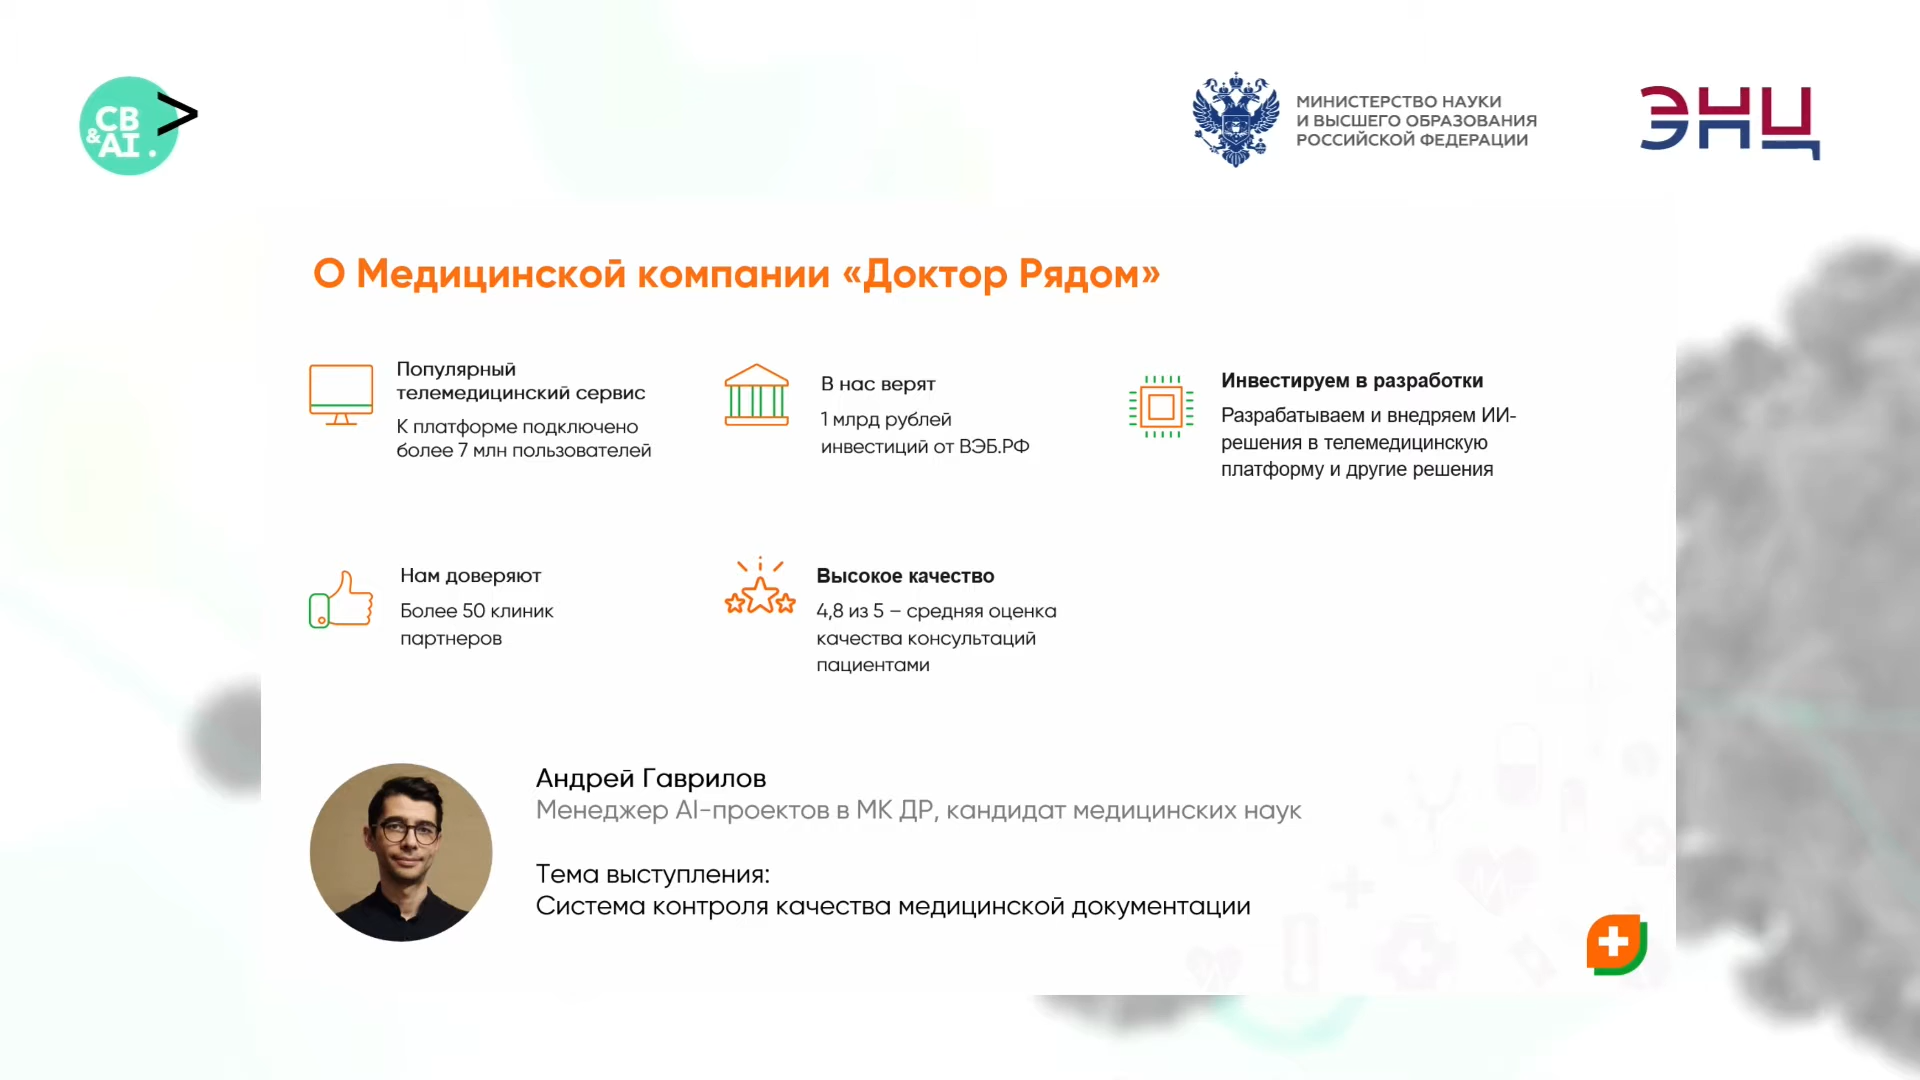 CB
&AI.
>
МИНИСТЕРСТВО НАУКИ
И ВЫСШЕГО ОБРАЗОВАНИЯ
РОССИЙСКОЙ ФЕДЕРАЦИИ
ЭНЦ
О Медицинской компании «Доктор Рядом»
Популярный
телемедицинский сервис
К платформе подключено
более 7 млн пользователей
В нас верят
1 млрд рублей
инвестиций от ВЭБ.РФ
Инвестируем в разработки
Разрабатываем и внедряем ИИ-
решения в телемедицинскую
платформу и другие решения
Нам доверяют
Более 50 клиник
партнеров
Высокое качество
4,8 из 5 – средняя оценка
качества консультаций
пациентами
Андрей Гаврилов
Менеджер AI-проектов в МК ДР, кандидат медицинских наук
Тема выступления:
Система контроля качества медицинской документации